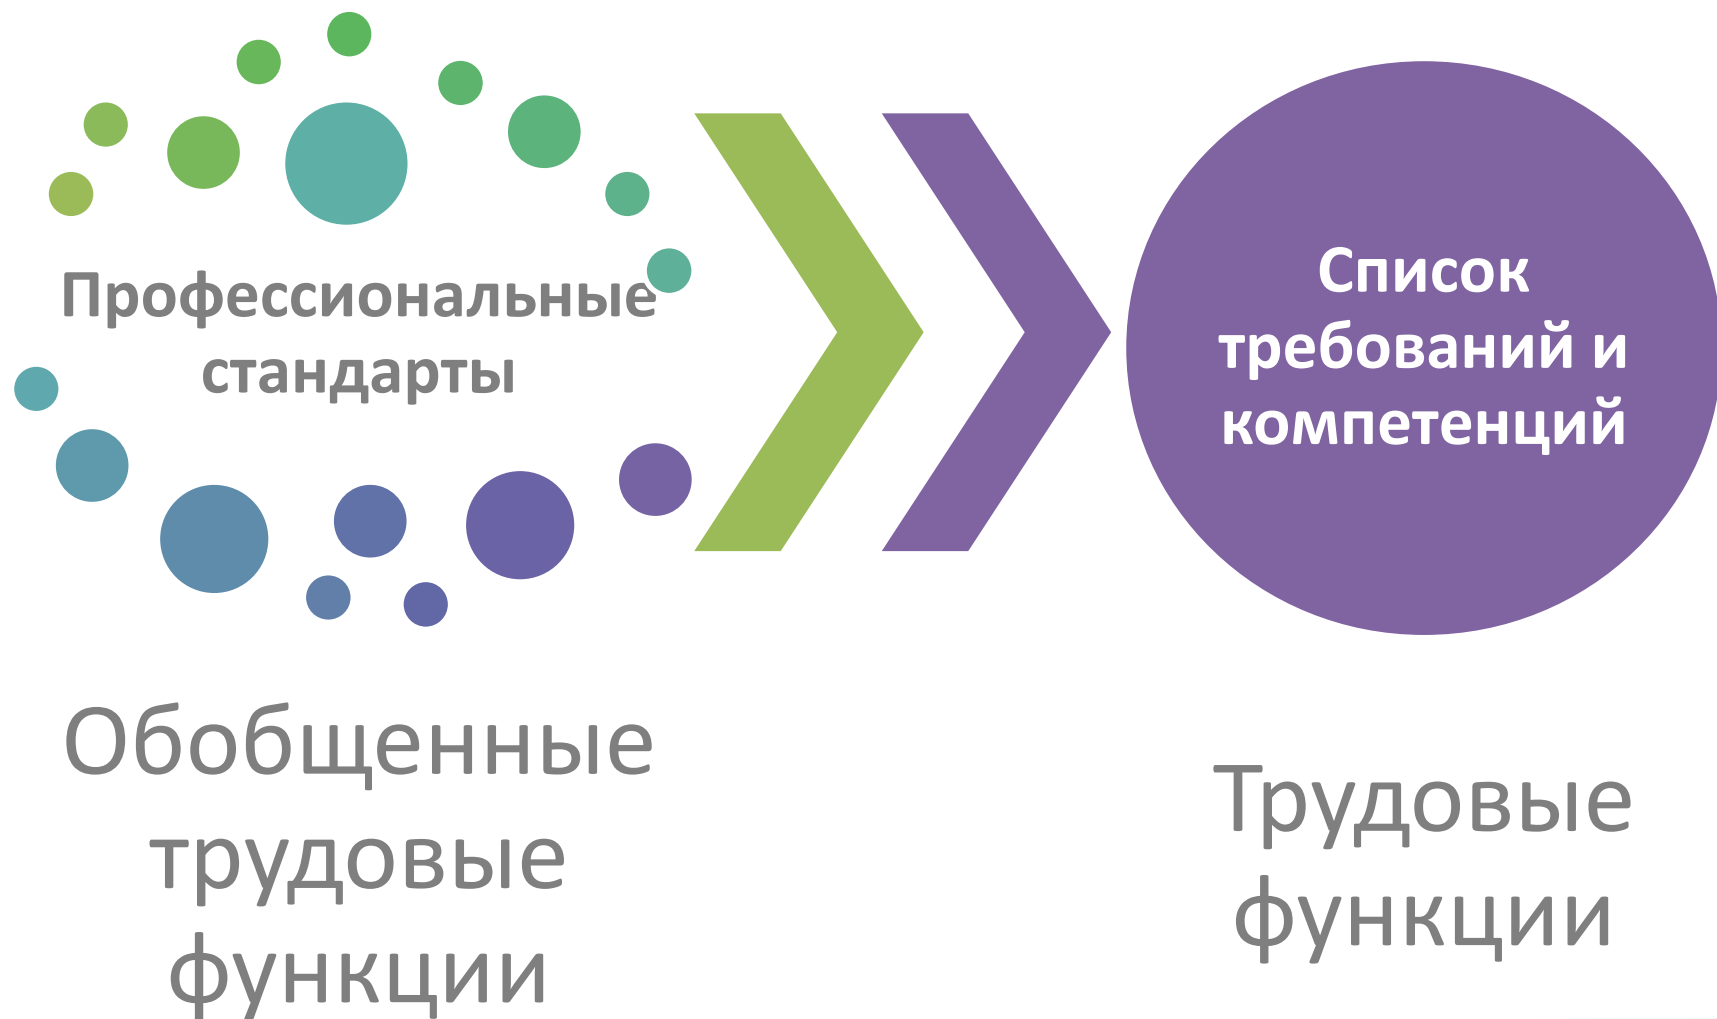 Профессиональные
стандарты
Список
требований и
компетенций
Обобщенные
трудовые
функции
Трудовые
функции